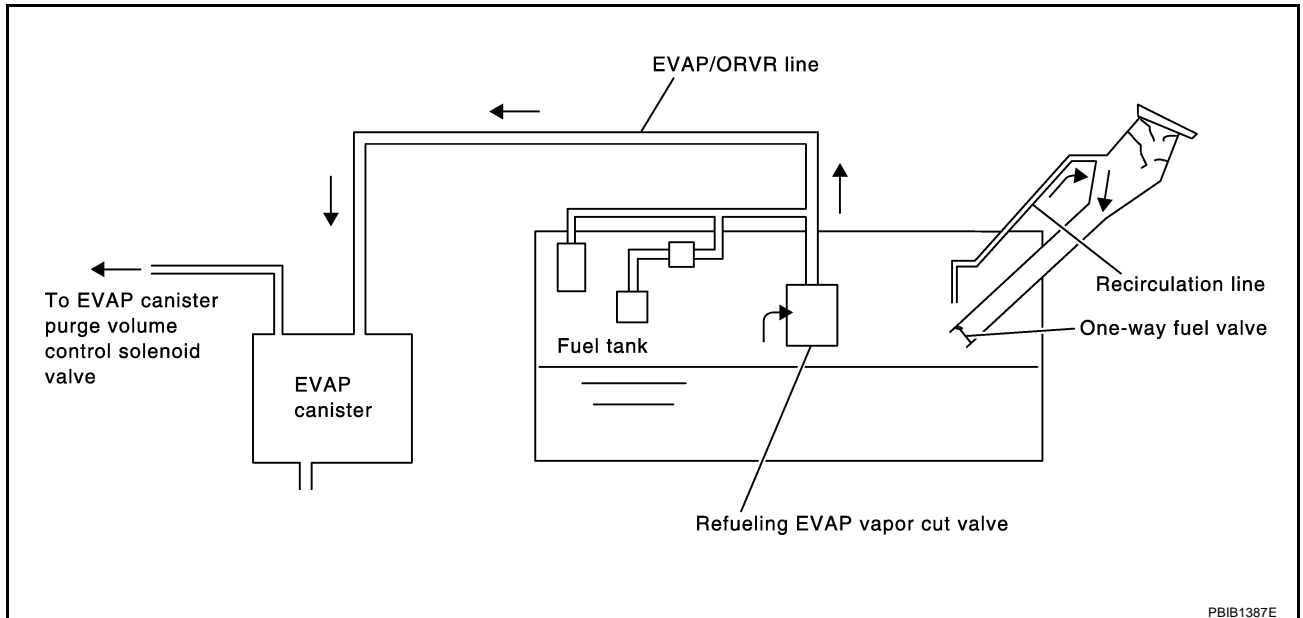 EVAP/ORVR line
Recirculation line
One-way fuel valve
To EVAP canister
purge volume
control solenoid
valve
Fuel tank
EVAP
canister
Refueling EVAP vapor cut valve
PBIB1387E